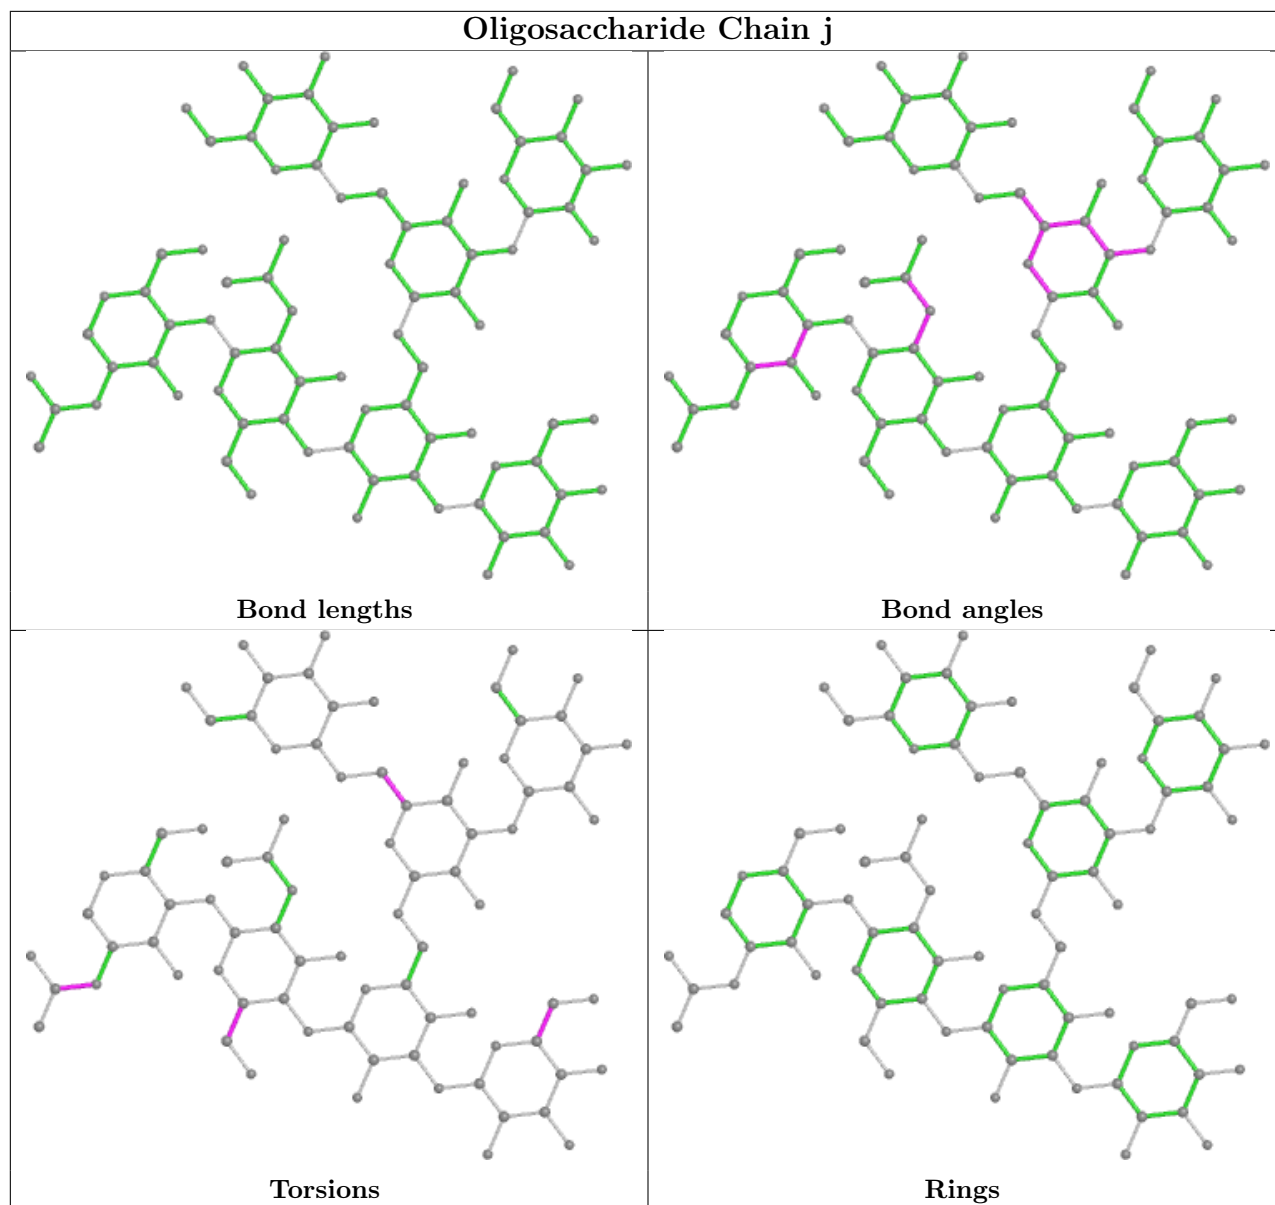 Oligosaccharide Chain j
Bond lengths
Bond angles
Torsions
Rings